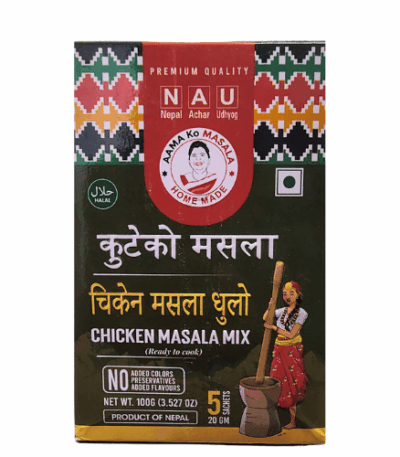 PREMIUM QUALITY
N A U
Nepal Achar Udhyog
AAMA Ko MASALA
HOME MADE
حلال
HALAL
कुटेको मसला
चिकेन मसला धुलो
CHICKEN MASALA MIX
(Ready to cook)
NO ADDED COLORS
PRESERVATIVES
ADDED FLAVOURS
NET WT. 100G (3.527 OZ)
PRODUCT OF NEPAL
5 SACHETS
20 GM